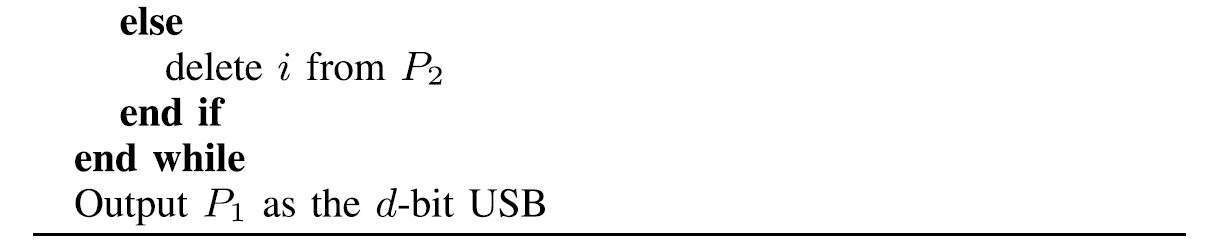 else
delete i from P₂
end if
end while
Output P₁ as the d-bit USB